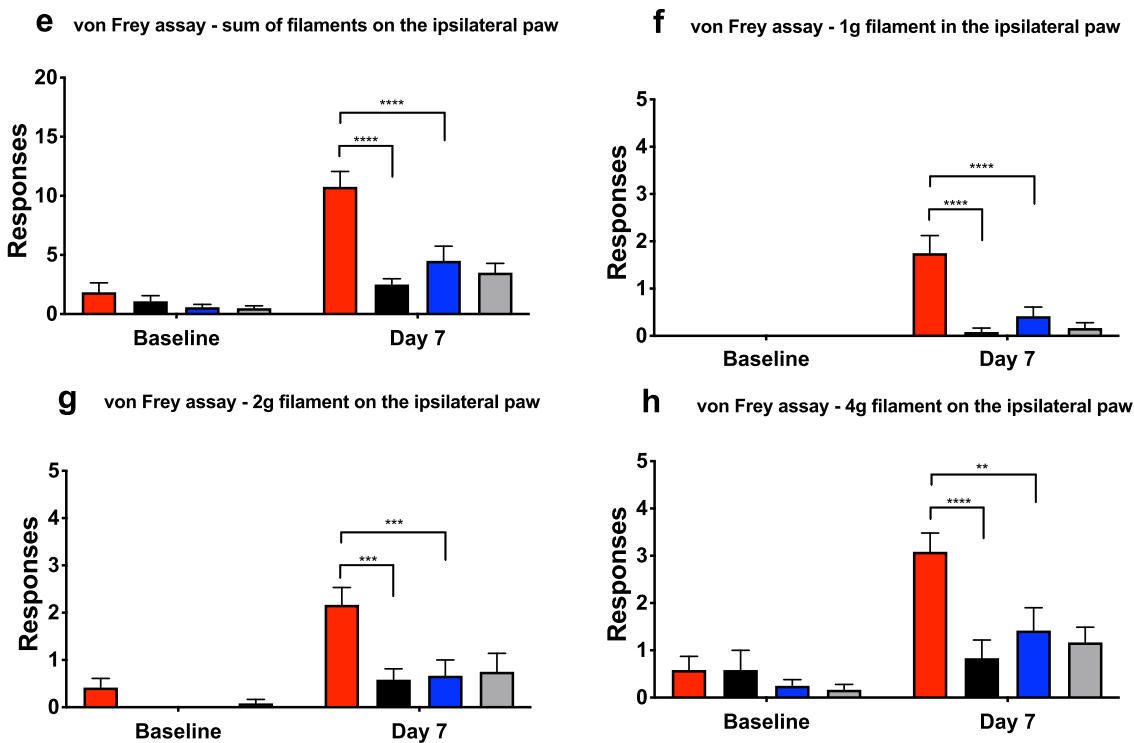 e von Frey assay - sum of filaments on the ipsilateral paw
20
15
10
5
0
Responses
****
****
Baseline
Day 7
f von Frey assay - 1g filament in the ipsilateral paw
5
4
3
2
1
0
Responses
****
****
Baseline
Day 7
g von Frey assay - 2g filament on the ipsilateral paw
5
4
3
2
1
0
Responses
***
***
Baseline
Day 7
h von Frey assay - 4g filament on the ipsilateral paw
5
4
3
2
1
0
Responses
**
****
Baseline
Day 7